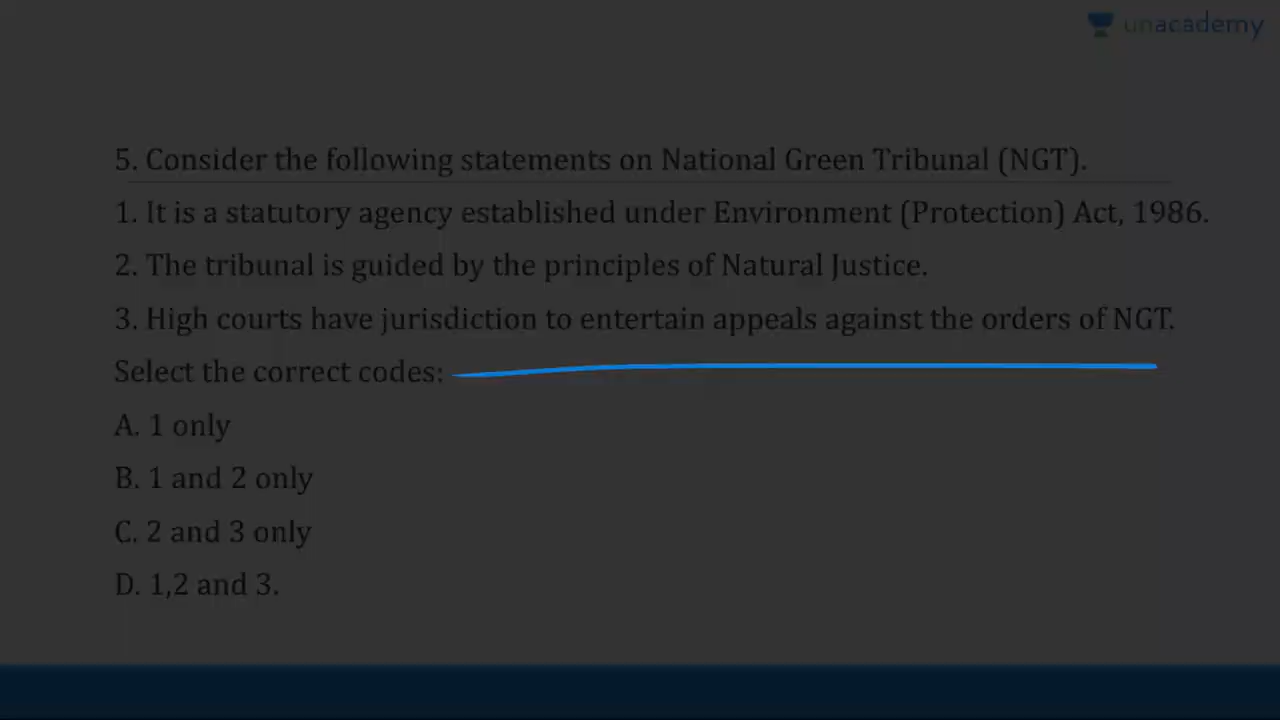 unacademy
5. Consider the following statements on National Green Tribunal (NGT).
1. It is a statutory agency established under Environment (Protection) Act, 1986.
2. The tribunal is guided by the principles of Natural Justice.
3. High courts have jurisdiction to entertain appeals against the orders of NGT.
Select the correct codes:
A. 1 only
B. 1 and 2 only
C. 2 and 3 only
D. 1,2 and 3.